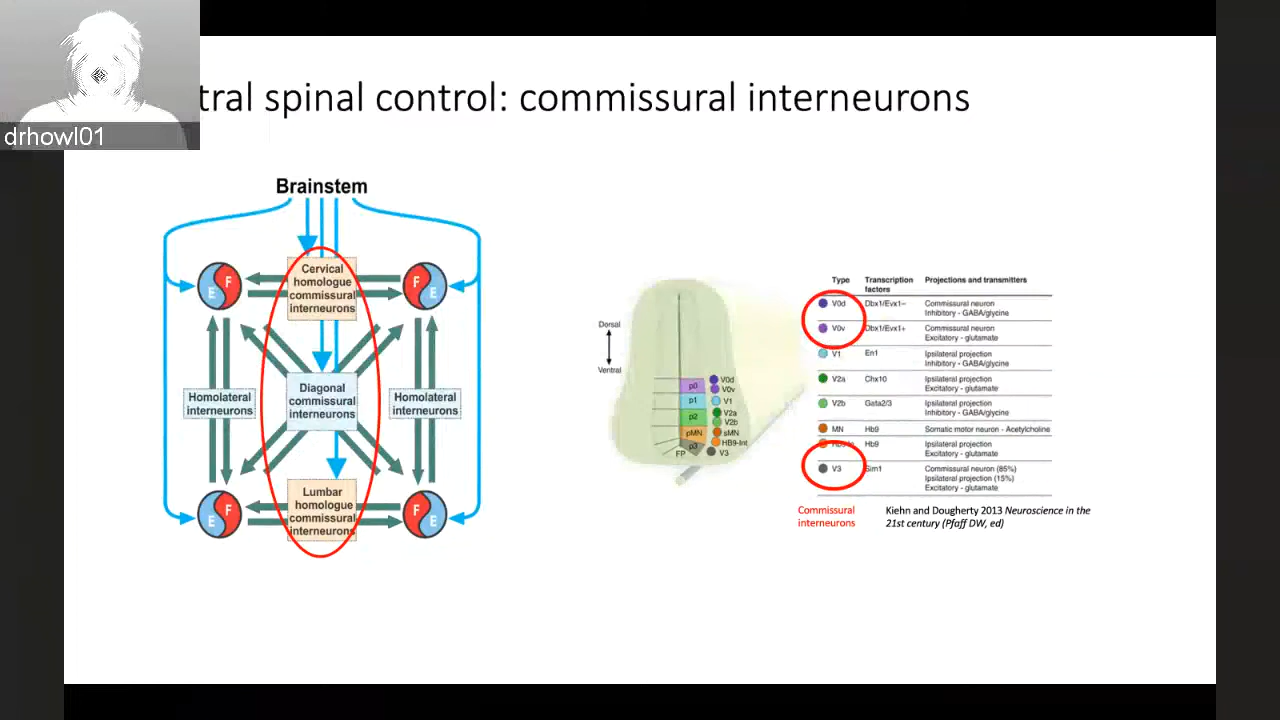 drhowl01
tral spinal control: commissural interneurons
Brainstem
F
E
F
E
Cervical
homologue
commissural
interneurons
Homolateral
interneurons
Diagonal
commissural
interneurons
Homolateral
interneurons
Lumbar
homologue
commissural
interneurons
E
F
F
E
Dorsal
Ventral
p0
p1
p2
pMN
p3
FP
V0d
V0v
V1
V2a
V2b
sMN
HB9-Int
V3
Type Transcription factors Projections and transmitters
V0d Dbx1/Evx1– Commissural neuron
Inhibitory - GABA/glycine
V0v Dbx1/Evx1+ Commissural neuron
Excitatory - glutamate
V1 En1 Ipsilateral projection
Inhibitory - GABA/glycine
V2a Chx10 Ipsilateral projection
Excitatory - glutamate
V2b Gata2/3 Ipsilateral projection
Inhibitory - GABA/glycine
MN Hb9 Somatic motor neuron - Acetylcholine
Hb9 Ipsilateral projection
Excitatory - glutamate
V3 Sim1 Commissural neuron (85%)
Ipsilateral projection (15%)
Excitatory - glutamate
Commissural
interneurons
Kiehn and Dougherty 2013 Neuroscience in the
21st century (Pfaff DW, ed)